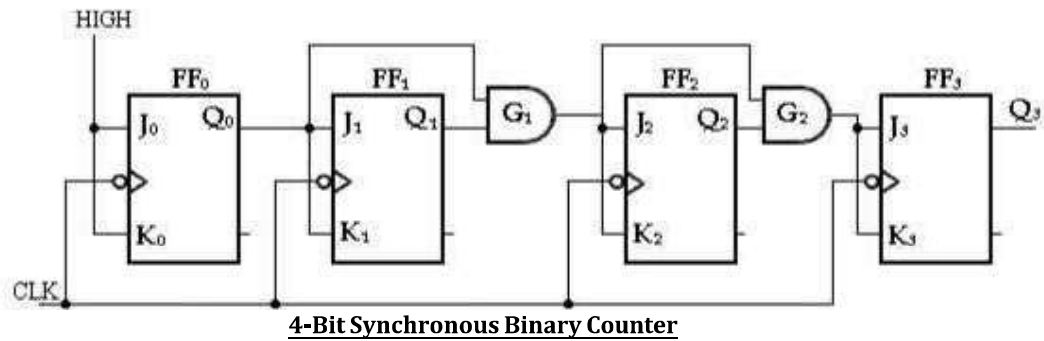 HIGH
FF₀ FF₁ FF₂ FF₃
J₀ Q₀ J₁ Q₁ G₁ J₂ Q₂ G₂ J₃ Q₃
K₀ K₁ K₂ K₃
CLK
4-Bit Synchronous Binary Counter